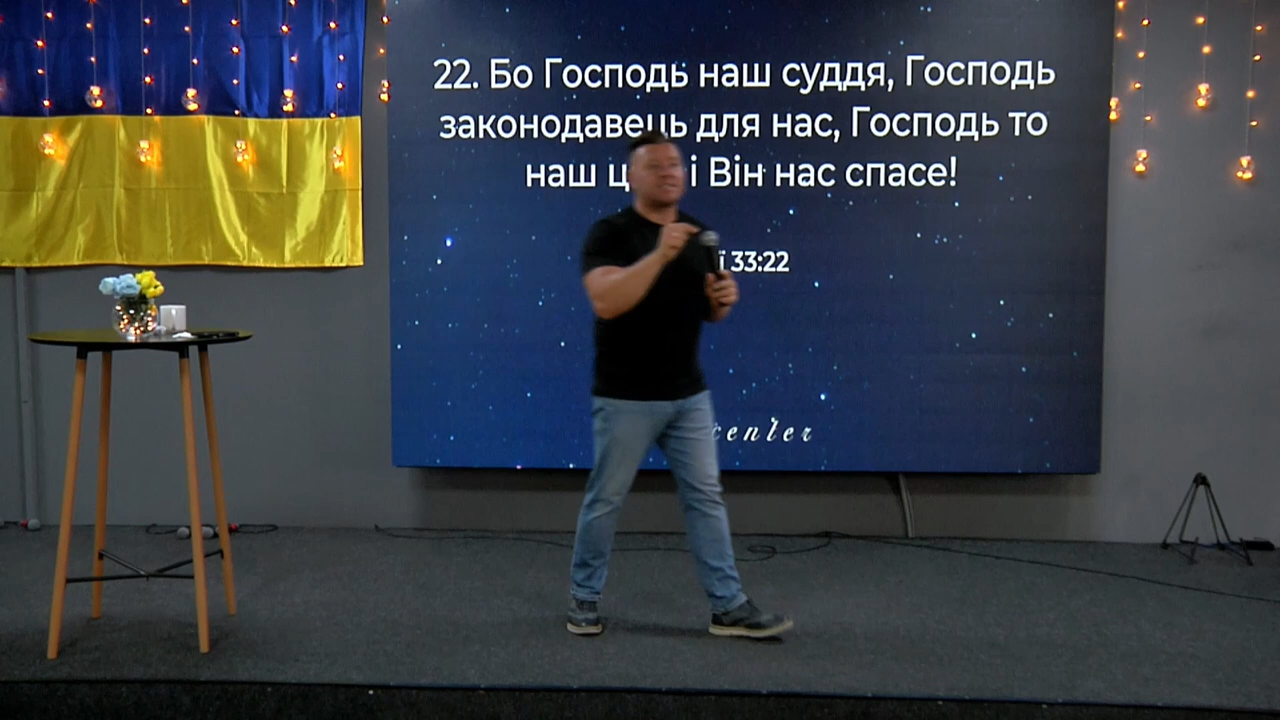 22. Бо Господь наш суддя, Господь
законодавець для нас, Господь то
наш і Він нас спасе!
33:22
center